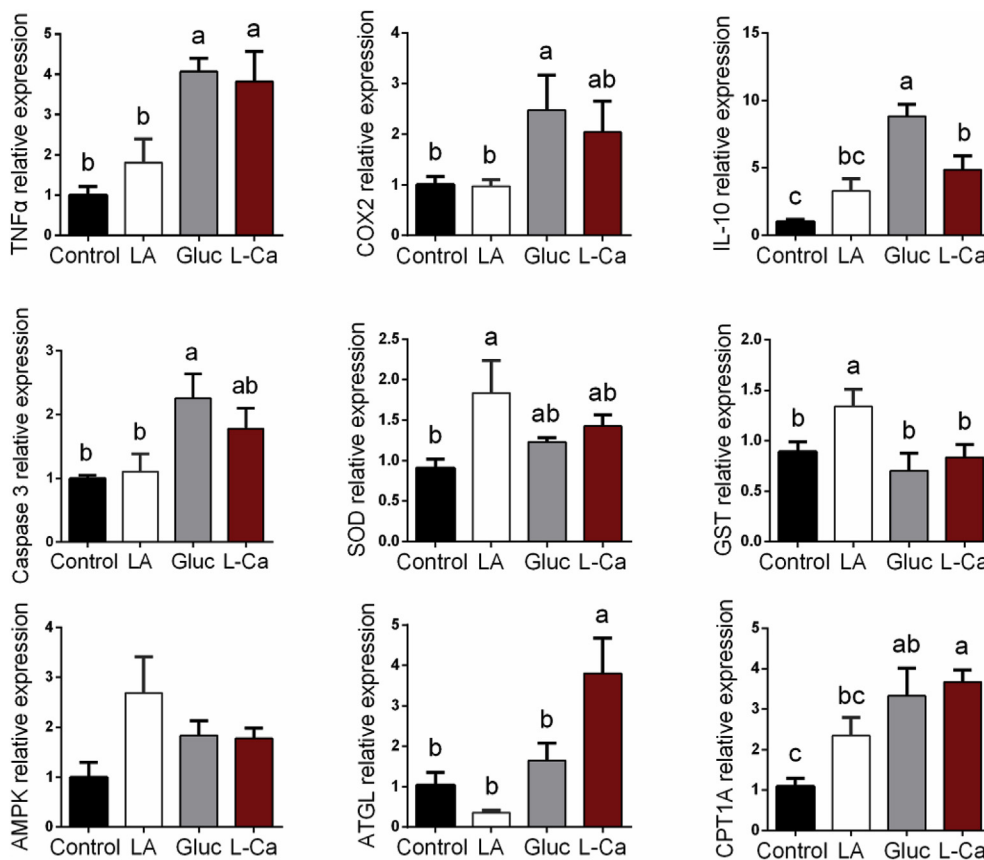 TNFα relative expression
5
4
3
2
1
0
b
b
a
a
Control LA Gluc L-Ca
COX2 relative expression
4
3
2
1
0
b
b
a
ab
Control LA Gluc L-Ca
IL-10 relative expression
15
10
5
0
c
bc
a
b
Control LA Gluc L-Ca
Caspase 3 relative expression
3
2
1
0
b
b
a
ab
Control LA Gluc L-Ca
SOD relative expression
2.5
2.0
1.5
1.0
0.5
0.0
b
a
ab
ab
Control LA Gluc L-Ca
GST relative expression
2.0
1.5
1.0
0.5
0.0
b
a
b
b
Control LA Gluc L-Ca
AMPK relative expression
4
3
2
1
0
Control LA Gluc L-Ca
ATGL relative expression
5
4
3
2
1
0
b
b
b
a
Control LA Gluc L-Ca
CPT1A relative expression
5
4
3
2
1
0
c
bc
ab
a
Control LA Gluc L-Ca